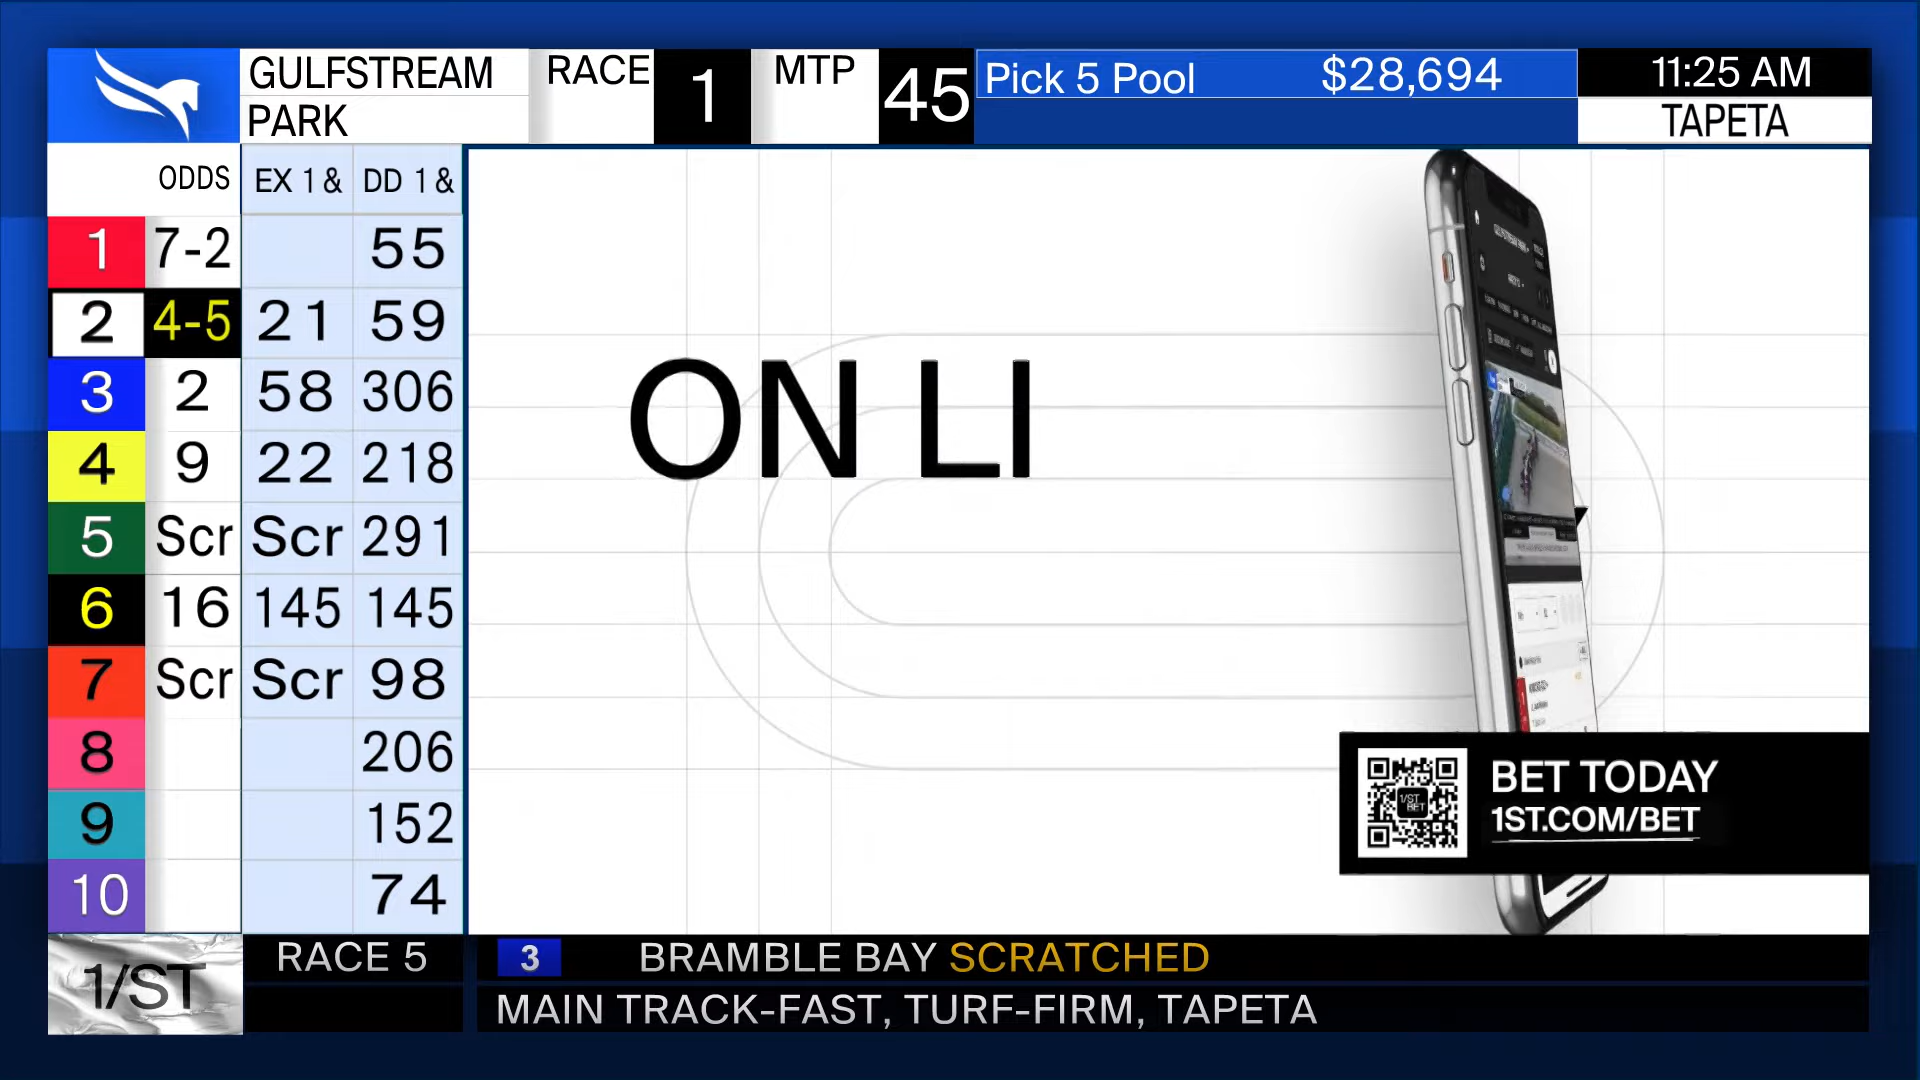 GULFSTREAM PARK
RACE 1 MTP 45
Pick 5 Pool $28,694
11:25 AM
TAPETA
ODDS EX 1 & DD 1 &
1 7-2 55
2 4-5 21 59
3 2 58 306
4 9 22 218
5 Scr Scr 291
6 16 145 145
7 Scr Scr 98
8 206
9 152
10 74
ON LI
1/ST BET
BET TODAY
1ST.COM/BET
1/ST
RACE 5 3 BRAMBLE BAY SCRATCHED
MAIN TRACK-FAST, TURF-FIRM, TAPETA